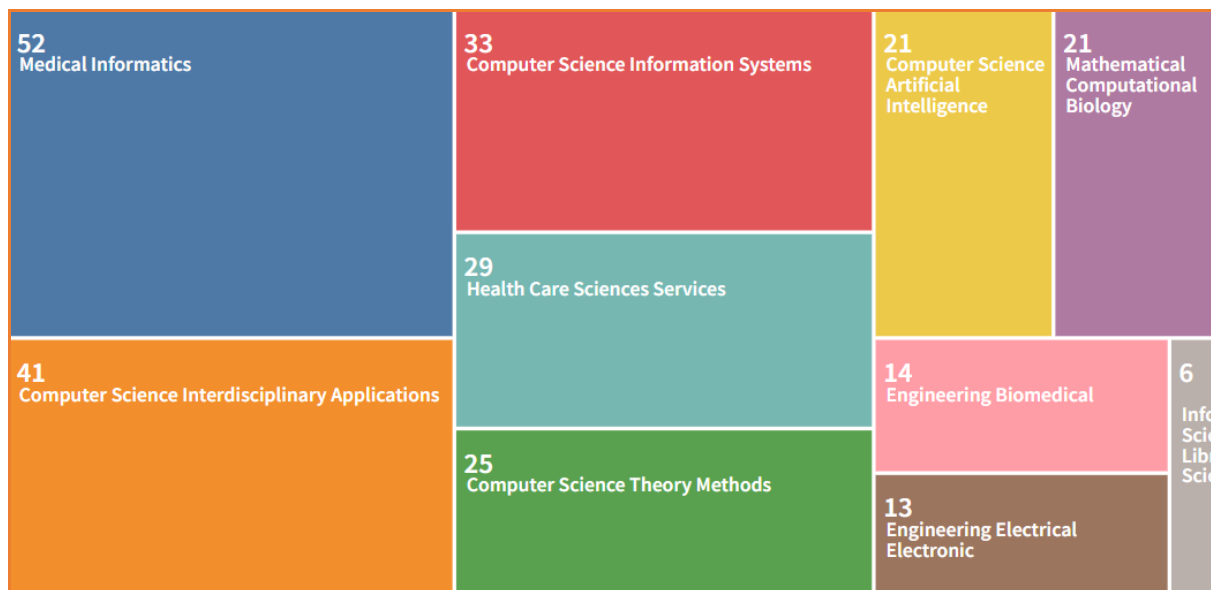 52
Medical Informatics
41
Computer Science Interdisciplinary Applications
33
Computer Science Information Systems
29
Health Care Sciences Services
25
Computer Science Theory Methods
21
Computer Science
Artificial
Intelligence
21
Mathematical
Computational
Biology
14
Engineering Biomedical
13
Engineering Electrical
Electronic
6